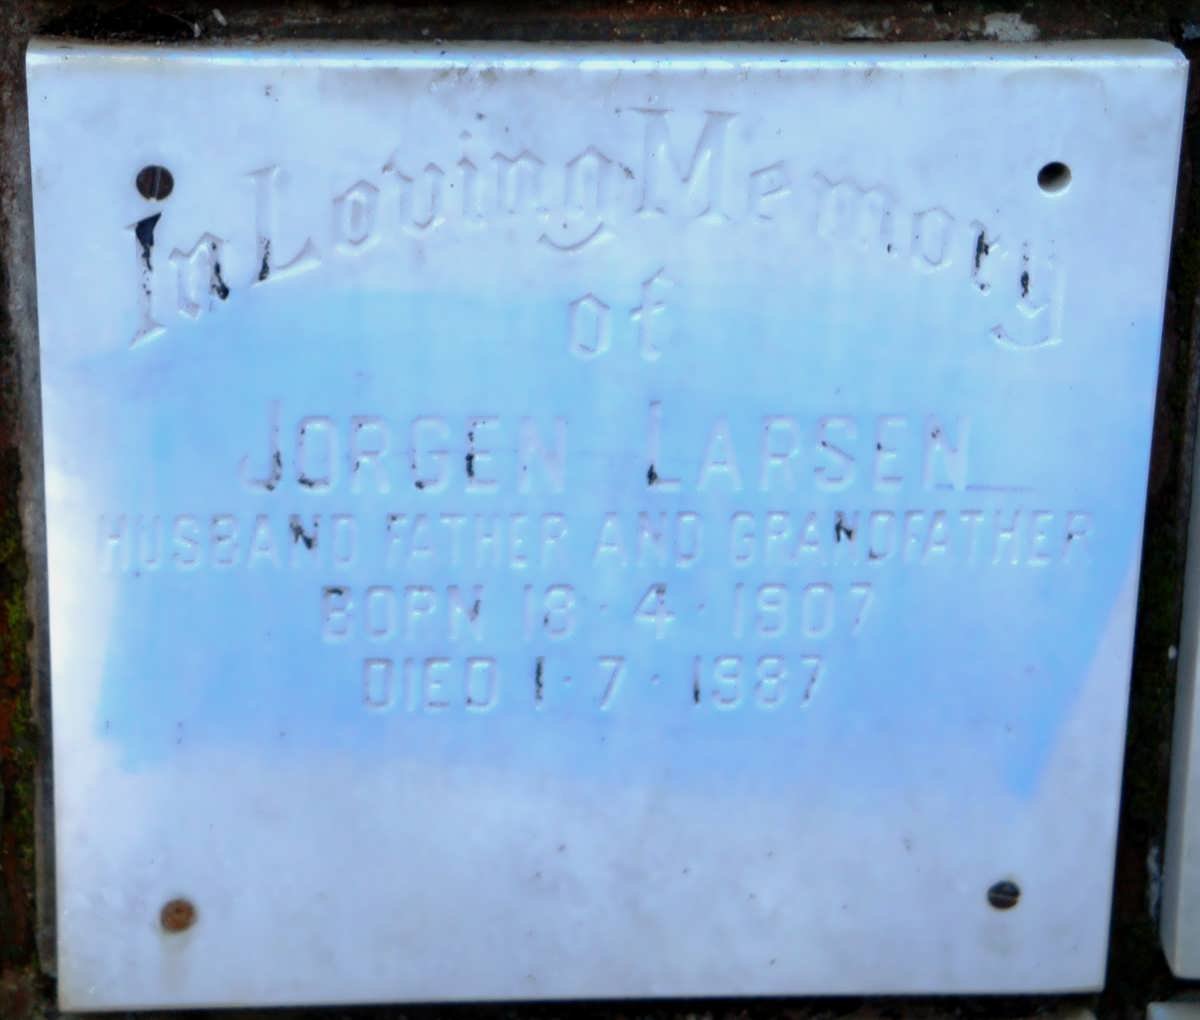 In Loving Memory
of
JORGEN LARSEN
HUSBAND FATHER AND GRANDFATHER
BORN 18·4·1907
DIED 1·7·1987